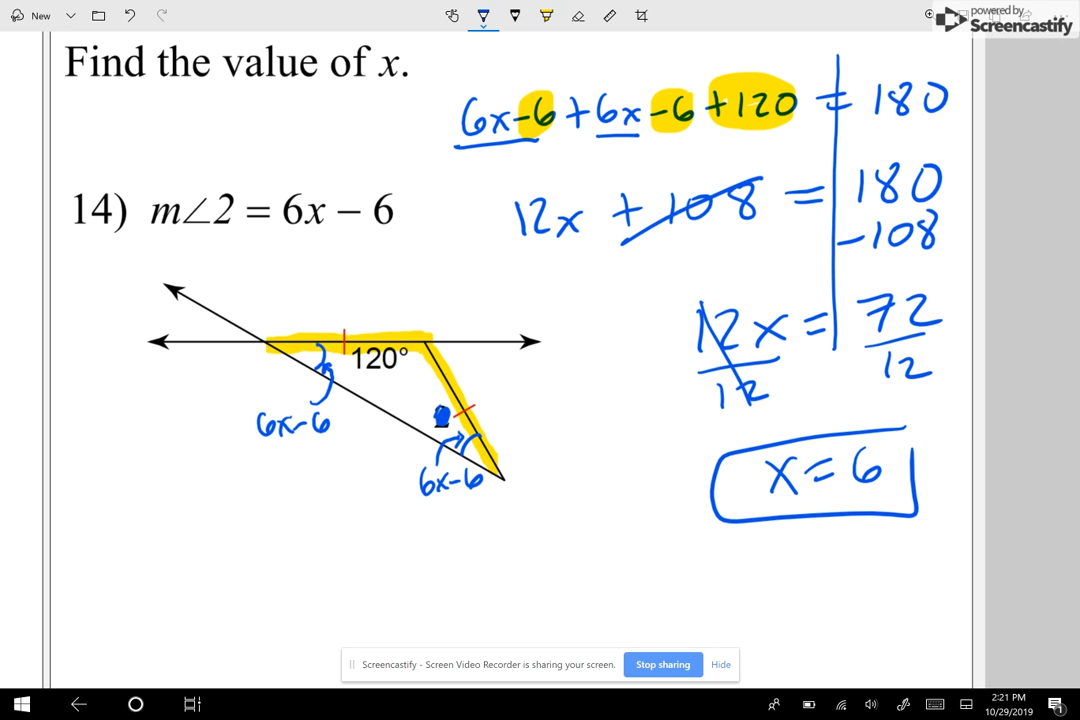 New
powered by
Screencastify
Find the value of x.
6x-6+6x-6+120=180
14) m∠2 = 6x − 6
12x +108 = 180
-108
12x = 72
12 12
120°
6x-6
6x-6
x=6
Screencastify - Screen Video Recorder is sharing your screen.
Stop sharing
Hide
2:21 PM
10/29/2019
1